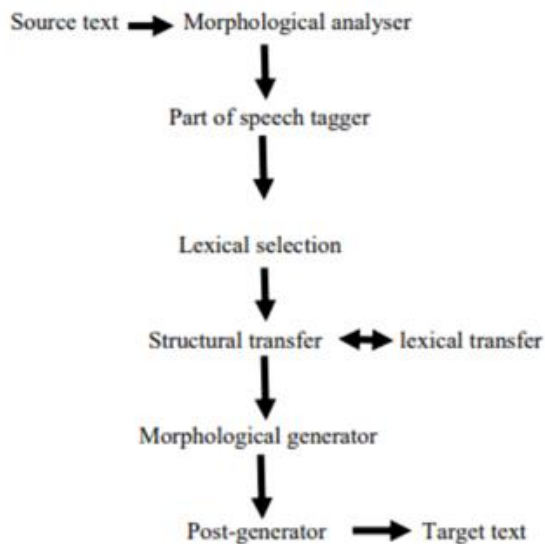 Source text Morphological analyser
Part of speech tagger
Lexical selection
Structural transfer lexical transfer
Morphological generator
Post-generator Target text